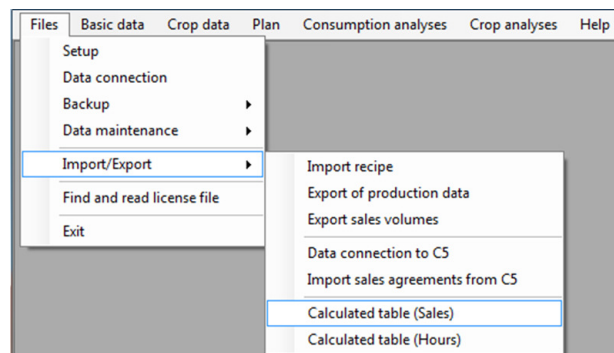 Files Basic data Crop data Plan Consumption analyses Crop analyses Help
Setup
Data connection
Backup
Data maintenance
Import/Export
Find and read license file
Exit
Import recipe
Export of production data
Export sales volumes
Data connection to C5
Import sales agreements from C5
Calculated table (Sales)
Calculated table (Hours)